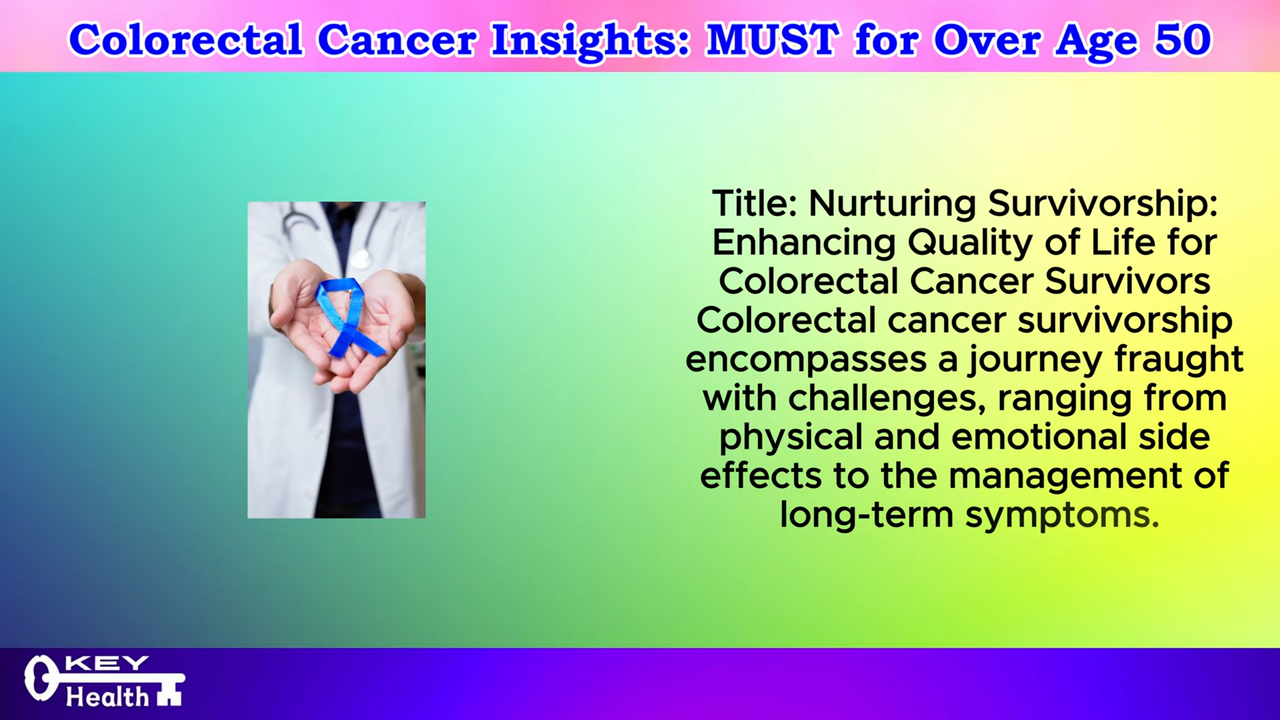 Colorectal Cancer Insights: MUST for Over Age 50
Title: Nurturing Survivorship:
Enhancing Quality of Life for
Colorectal Cancer Survivors
Colorectal cancer survivorship
encompasses a journey fraught
with challenges, ranging from
physical and emotional side
effects to the management of
long-term symptoms.
KEY
Health